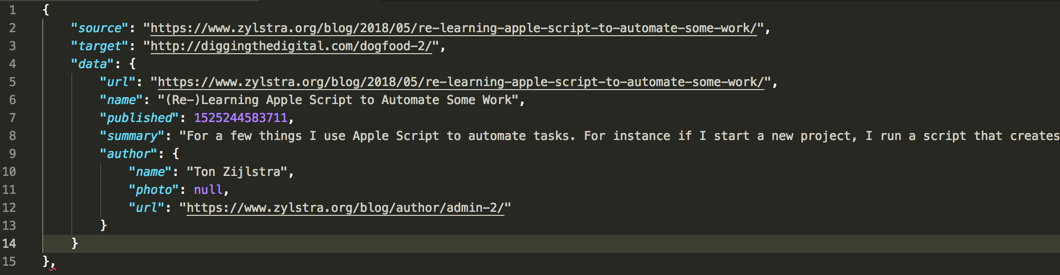 1 {
2 "source": "https://www.zylstra.org/blog/2018/05/re-learning-apple-script-to-automate-some-work/",
3 "target": "http://diggingthedigital.com/dogfood-2/",
4 "data": {
5 "url": "https://www.zylstra.org/blog/2018/05/re-learning-apple-script-to-automate-some-work/",
6 "name": "(Re-)Learning Apple Script to Automate Some Work",
7 "published": 1525244583711,
8 "summary": "For a few things I use Apple Script to automate tasks. For instance if I start a new project, I run a script that creates
9 "author": {
10 "name": "Ton Zijlstra",
11 "photo": null,
12 "url": "https://www.zylstra.org/blog/author/admin-2/"
13 }
14 }
15 },